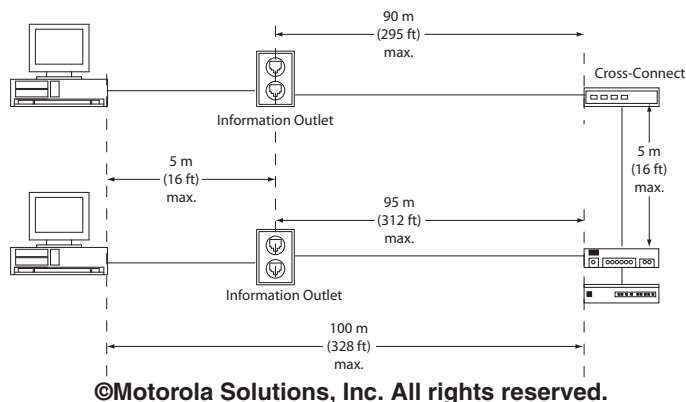 90 m
(295 ft)
max.
Cross-Connect
Information Outlet
5 m
(16 ft)
max.
5 m
(16 ft)
max.
95 m
(312 ft)
max.
Information Outlet
100 m
(328 ft)
max.
©Motorola Solutions, Inc. All rights reserved.